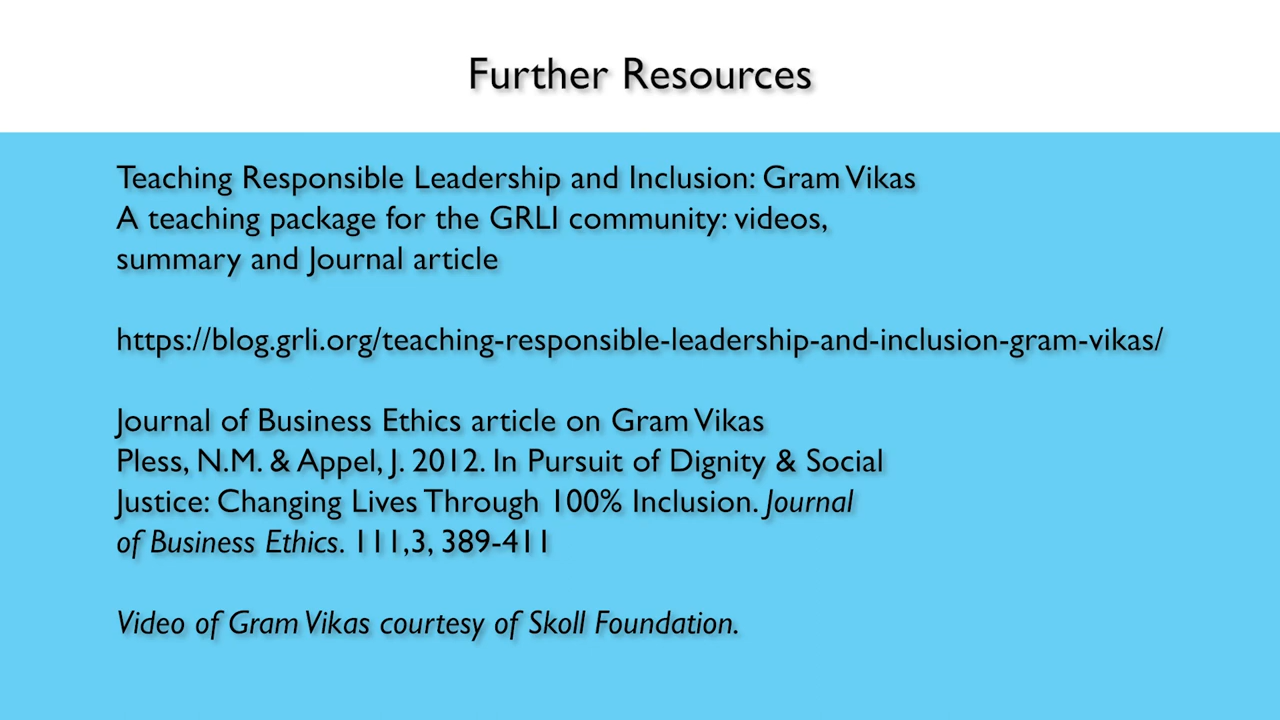 Further Resources
Teaching Responsible Leadership and Inclusion: Gram Vikas
A teaching package for the GRLI community: videos,
summary and Journal article
https://blog.grli.org/teaching-responsible-leadership-and-inclusion-gram-vikas/
Journal of Business Ethics article on Gram Vikas
Pless, N.M. & Appel, J. 2012. In Pursuit of Dignity & Social
Justice: Changing Lives Through 100% Inclusion. Journal
of Business Ethics. 111,3, 389-411
Video of Gram Vikas courtesy of Skoll Foundation.